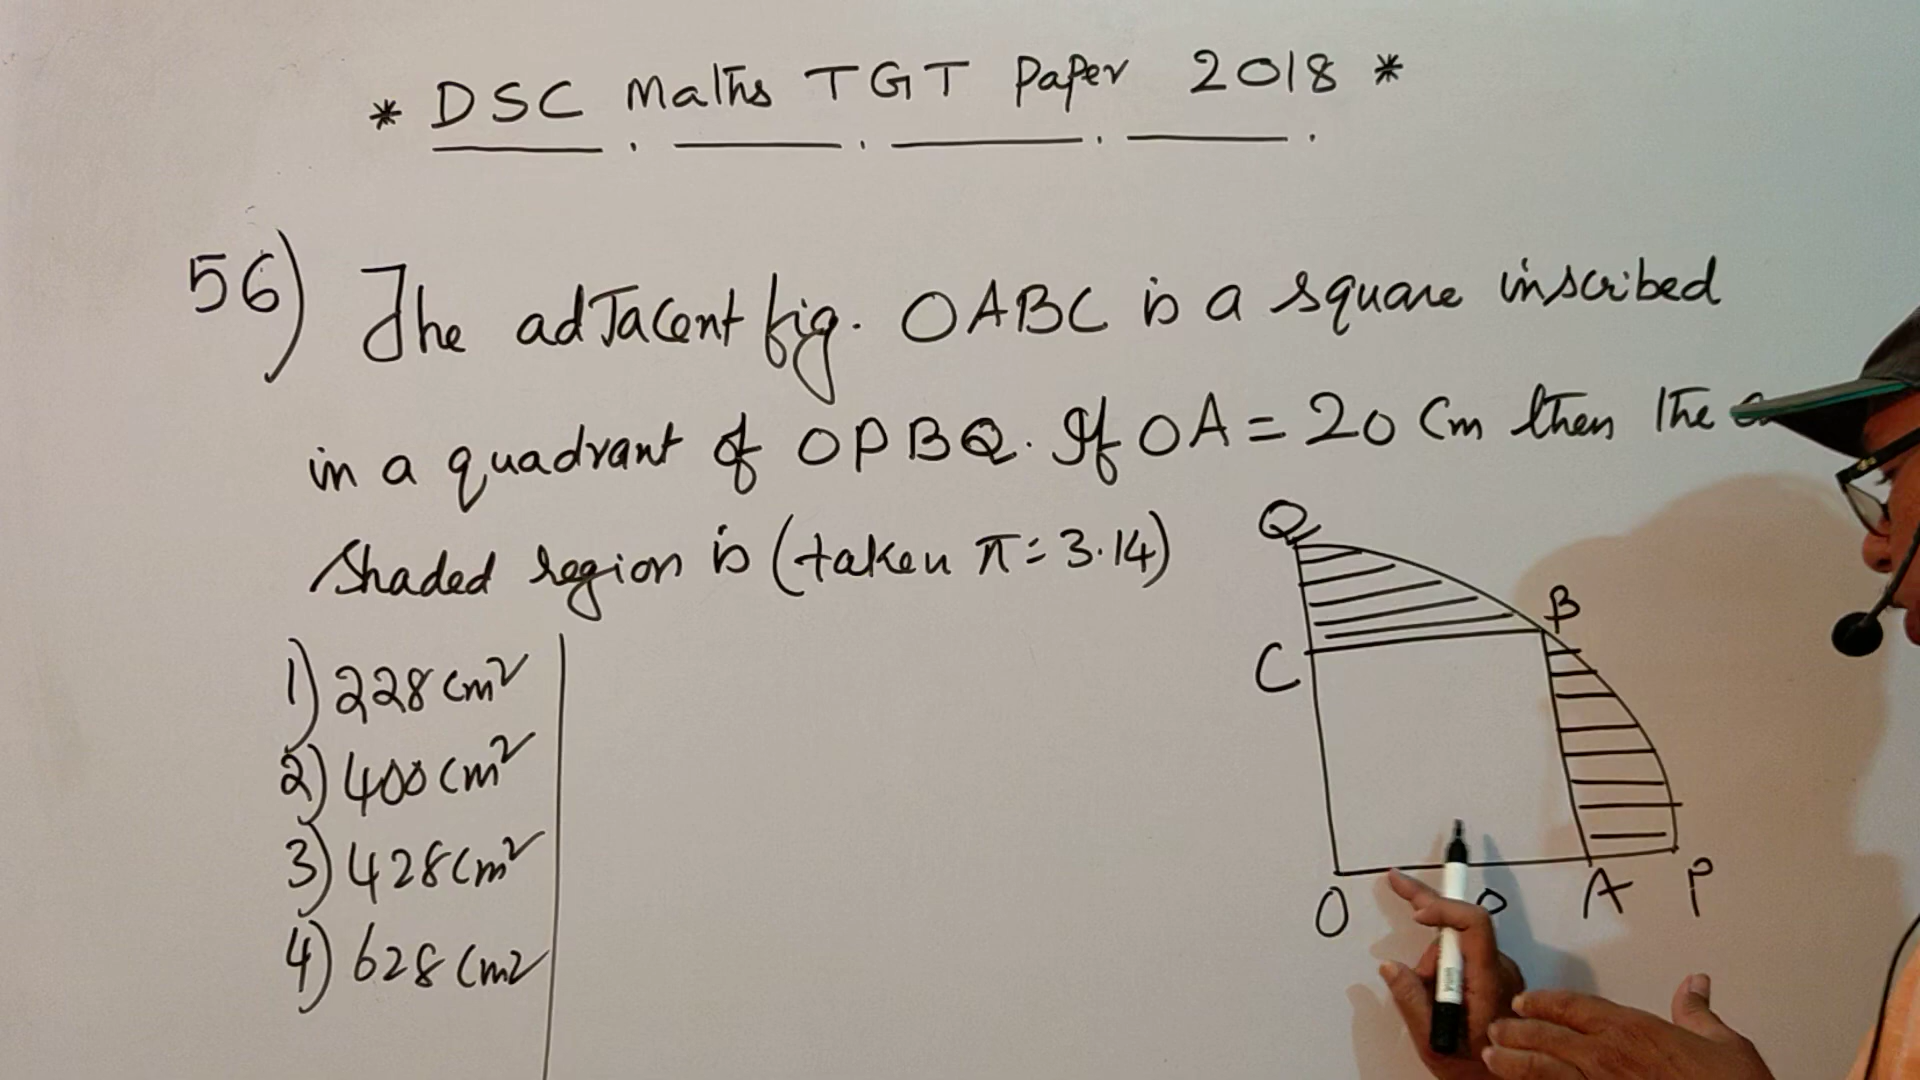 * DSC Maths TGT Paper 2018 *
56) The adjacent fig. OABC is a square inscribed
in a quadrant of OPBQ. If OA = 20 cm then the
shaded region is (taken π = 3.14)
1) 228 cm²
2) 400 cm²
3) 428 cm²
4) 628 cm2
Q
B
C
O
A
P